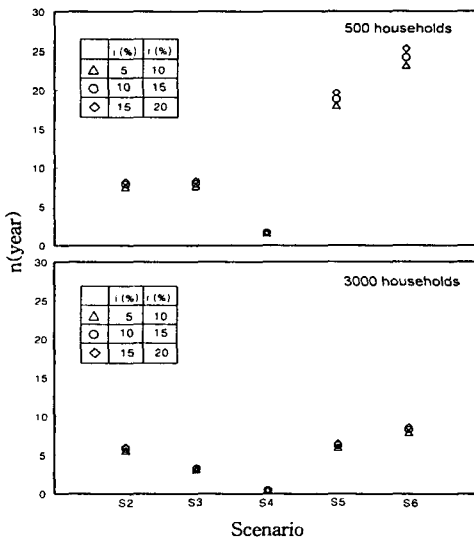 500 households
30
25
20
15
10
5
0
i (%) r (%)
△ 5 10
○ 10 15
◇ 15 20
n(year)
3000 households
30
25
20
15
10
5
0
i (%) r (%)
△ 5 10
○ 10 15
◇ 15 20
S2 S3 S4 S5 S6
Scenario